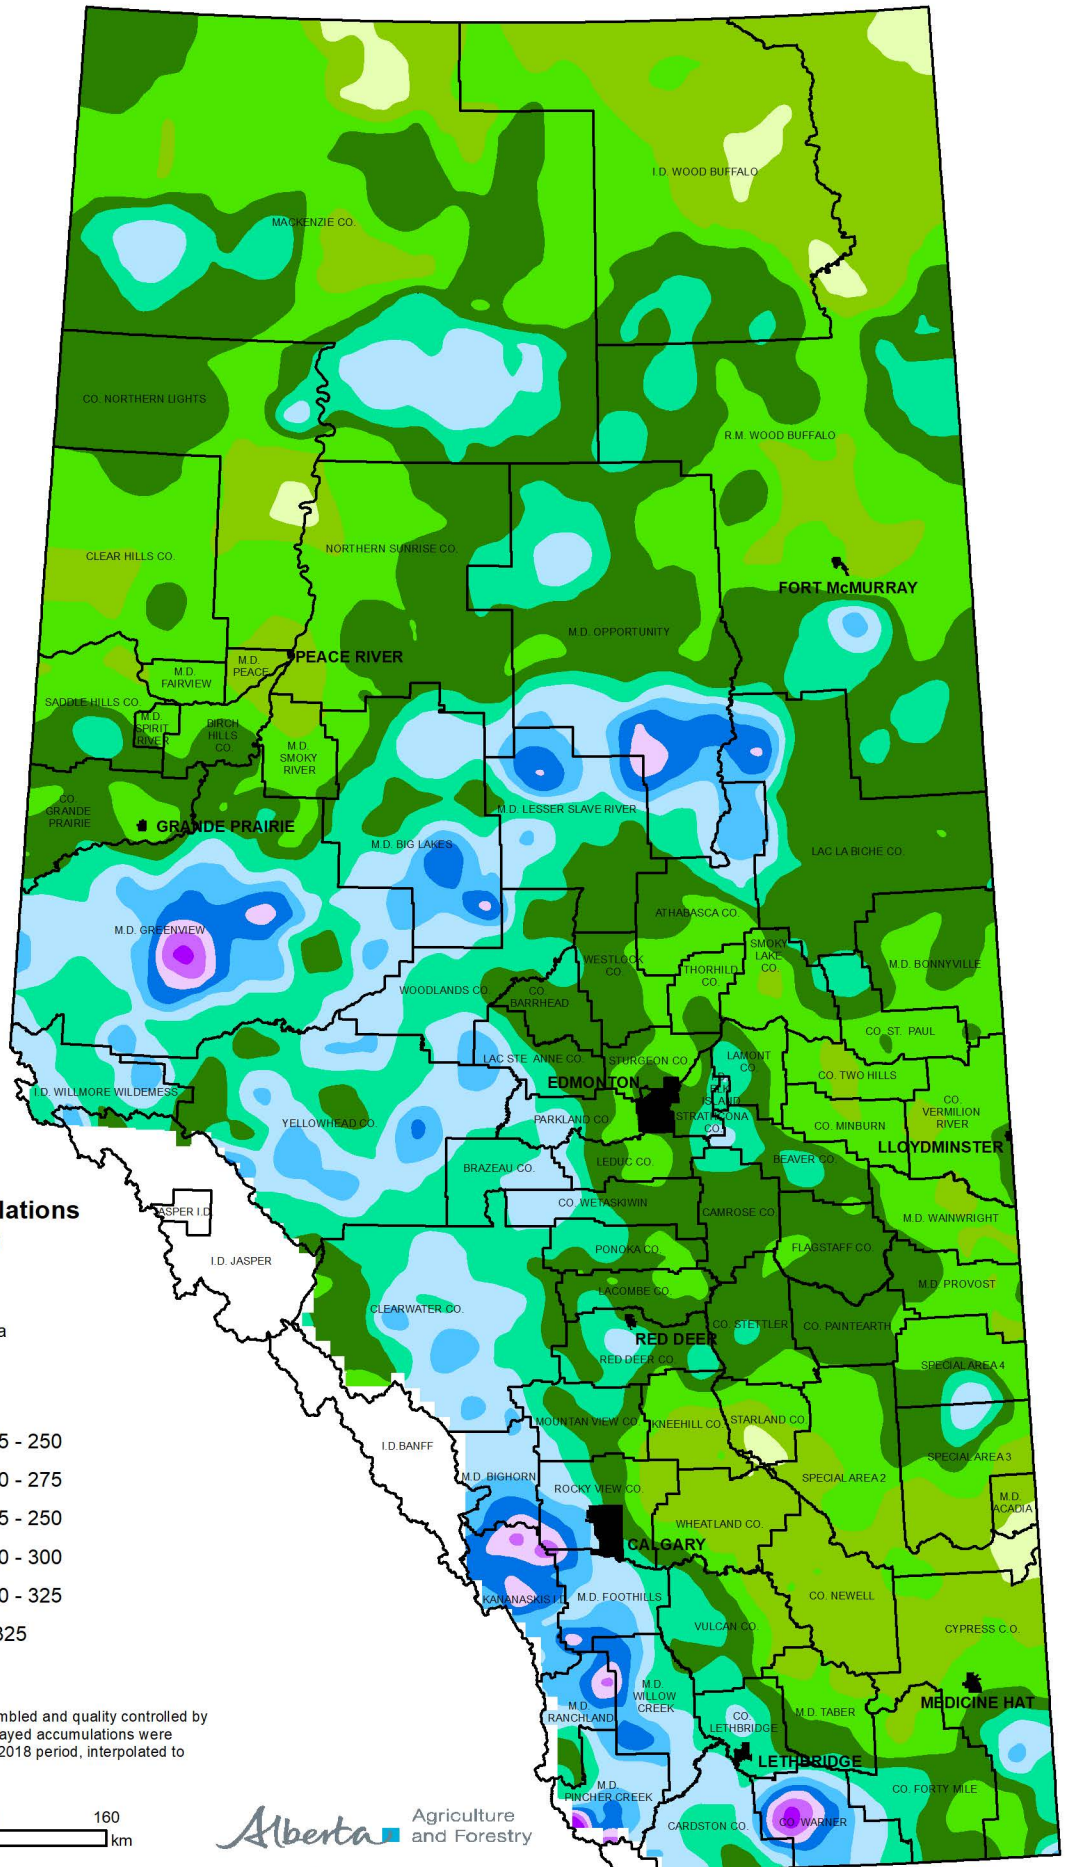 I.D. WOOD BUFFALO
MACKENZIE CO.
CO. NORTHERN LIGHTS
R.M. WOOD BUFFALO
CLEAR HILLS CO.
NORTHERN SUNRISE CO.
FORT McMURRAY
M.D. OPPORTUNITY
PEACE RIVER
M.D.
PEACE
M.D.
FAIRVIEW
SADDLE HILLS CO
M.D.
SPIRIT
RIVER
BIRCH
HILLS
CO.
M.D.
SMOKY
RIVER
CO.
GRANDE
PRAIRIE
GRANDE PRAIRIE
M.D. LESSER SLAVE RIVER
M.D. BIG LAKES
LAC LA BICHE CO.
M.D. GREENVIEW
ATHABASCA CO.
WESTLOCK
CO
THORHILD
CO.
SMOKY
LAKE
CO.
M.D. BONNYVILLE
WOODLANDS CO.
CO.
BARRHEAD
CO. ST. PAUL
LAC STE ANNE CO.
STURGEON CO.
LAMONT
CO.
CO. TWO HILLS
EDMONTON
ELK
ISLAND
I.D. WILLMORE WILDEMESS
YELLOWHEAD CO.
PARKLAND CO.
STRATHCONA
CO.
CO. MINBURN
CO.
VERMILION
RIVER
LLOYDMINSTER
BRAZEAU CO.
LEDUC CO.
BEAVER CO.
CO. WETASKIWIN
CAMROSE CO.
M.D. WAINWRIGHT
lations
JASPER I.D.
I.D. JASPER
PONOKA CO.
FLAGSTAFF CO.
M.D. PROVOST
CLEARWATER CO.
LACOMBE CO.
RED DEER
RED DEER CO.
CO. STETTLER
CO. PAINTEARTH
SPECIAL AREA 4
a
MOUNTAN VIEW CO.
KNEEHILL CO.
STARLAND CO.
I.D.BANFF
5 - 250
0 - 275
5 - 250
0 - 300
0 - 325
325
M.D. BIGHORN
ROCKY VIEW CO.
SPECIAL AREA 2
SPECIAL AREA 3
M.D.
ACADIA
WHEATLAND CO.
CALGARY
KANANASKIS I.D.
M.D. FOOTHILLS
CO. NEWELL
VULCAN CO.
CYPRESS C.O.
M.D.
WILLOW
CREEK
M.D.
RANCHLAND
CO.
LETHBRIDGE
M.D. TABER
MEDICINE HAT
LETHBRIDGE
M.D.
PINCHER CREEK
CO. FORTY MILE
CARDSTON CO.
CO. WARNER
mbled and quality controlled by
ayed accumulations were
2018 period, interpolated to
160
km
Alberta
Agriculture
and Forestry